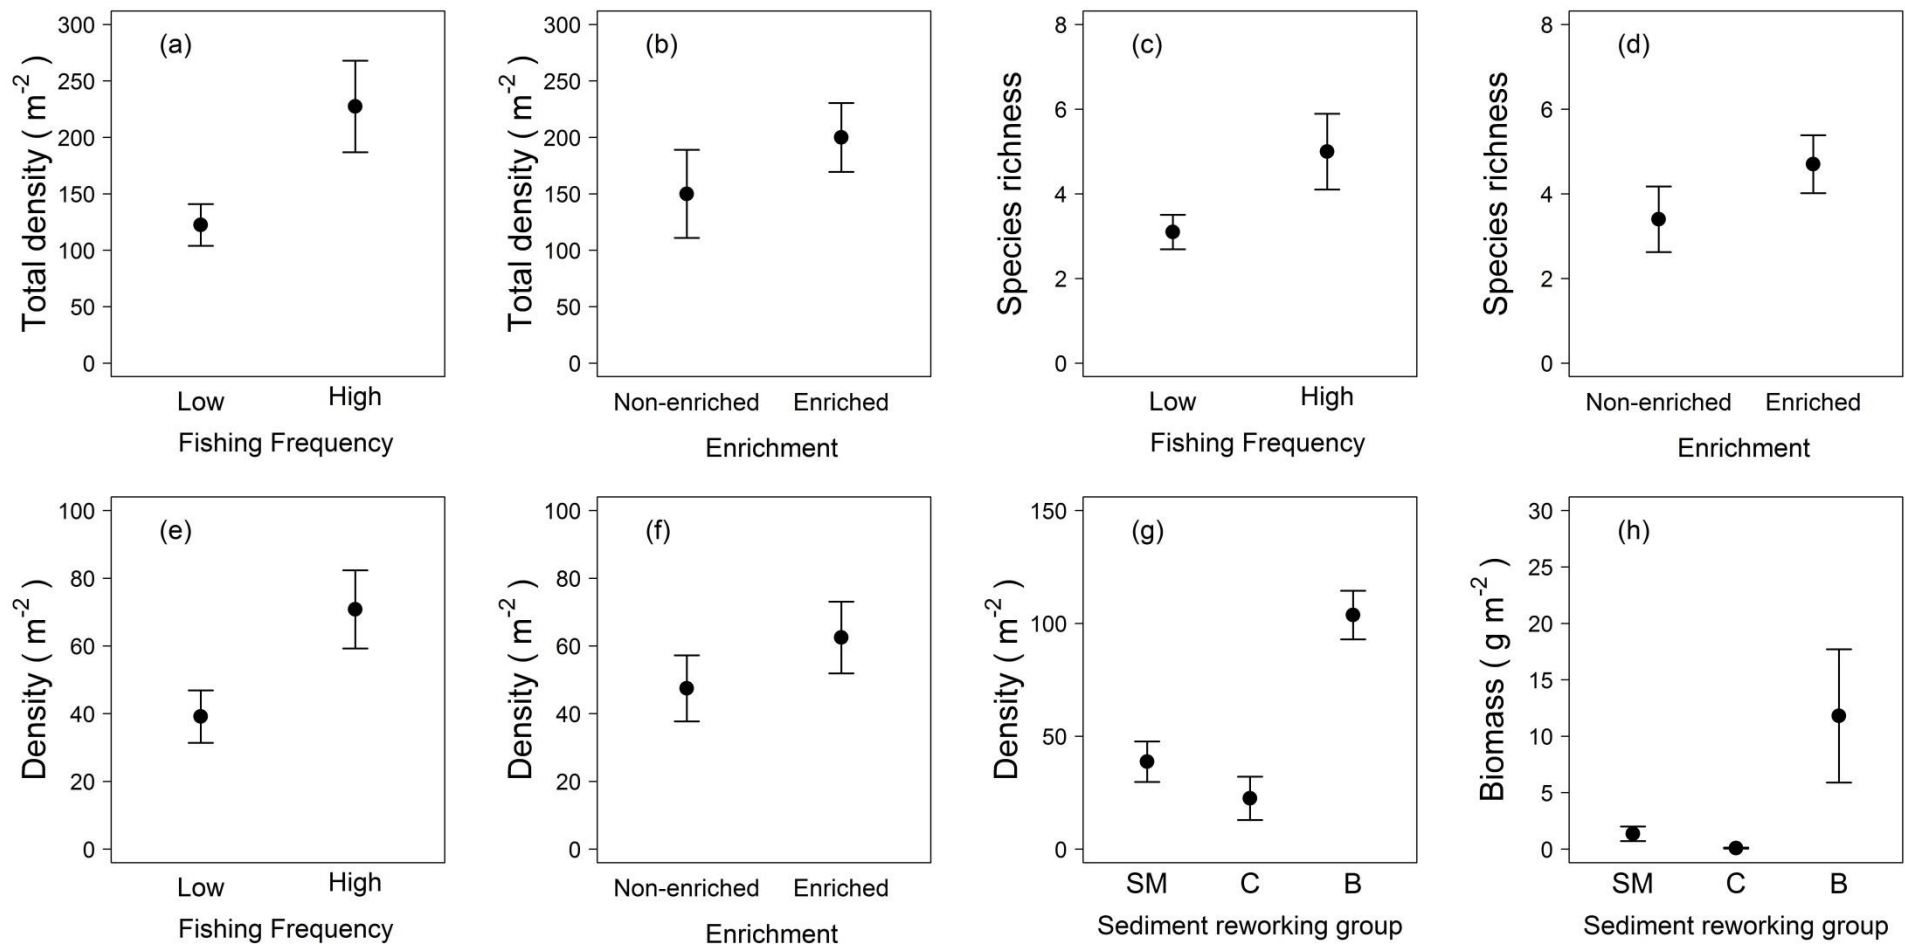 (a)
Total density ( m-2 )
300
250
200
150
100
50
0
Low High
Fishing Frequency
(b)
Total density ( m-2 )
300
250
200
150
100
50
0
Non-enriched Enriched
Enrichment
(c)
Species richness
8
6
4
2
0
Low High
Fishing Frequency
(d)
Species richness
8
6
4
2
0
Non-enriched Enriched
Enrichment
(e)
Density ( m-2 )
100
80
60
40
20
0
Low High
Fishing Frequency
(f)
Density ( m-2 )
100
80
60
40
20
0
Non-enriched Enriched
Enrichment
(g)
Density ( m-2 )
150
100
50
0
SM C B
Sediment reworking group
(h)
Biomass ( g m-2 )
30
25
20
15
10
5
0
SM C B
Sediment reworking group